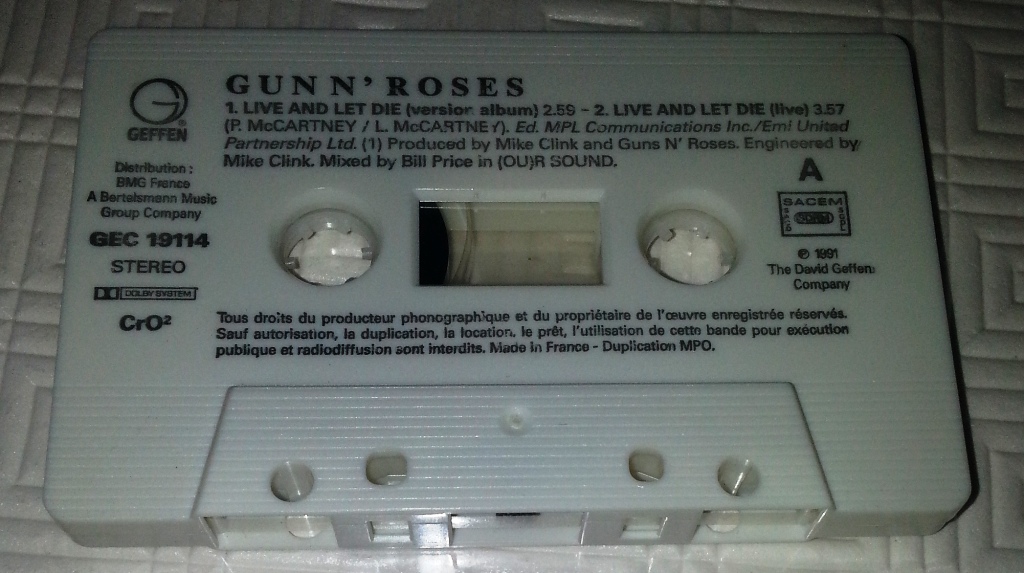 GUN N' ROSES
1. LIVE AND LET DIE (version album) 2.59 - 2. LIVE AND LET DIE (live) 3.57
(P. McCARTNEY / L. McCARTNEY). Ed. MPL Communications Inc./Emi United
Partnership Ltd. (1) Produced by Mike Clink and Guns N' Roses. Engineered by
Mike Clink. Mixed by Bill Price in (OU)R SOUND.
GEFFEN
®
Distribution :
BMG France
A Bertelsmann Music
Group Company
GEC 19114
STEREO
DOLBY SYSTEM
CrO²
A
SACEM
SDRM
SACD
SGDL
℗ 1991
The David Geffen
Company
Tous droits du producteur phonographique et du propriétaire de l'œuvre enregistrée réservés.
Sauf autorisation, la duplication, la location, le prêt, l'utilisation de cette bande pour exécution
publique et radiodiffusion sont interdits. Made in France - Duplication MPO.